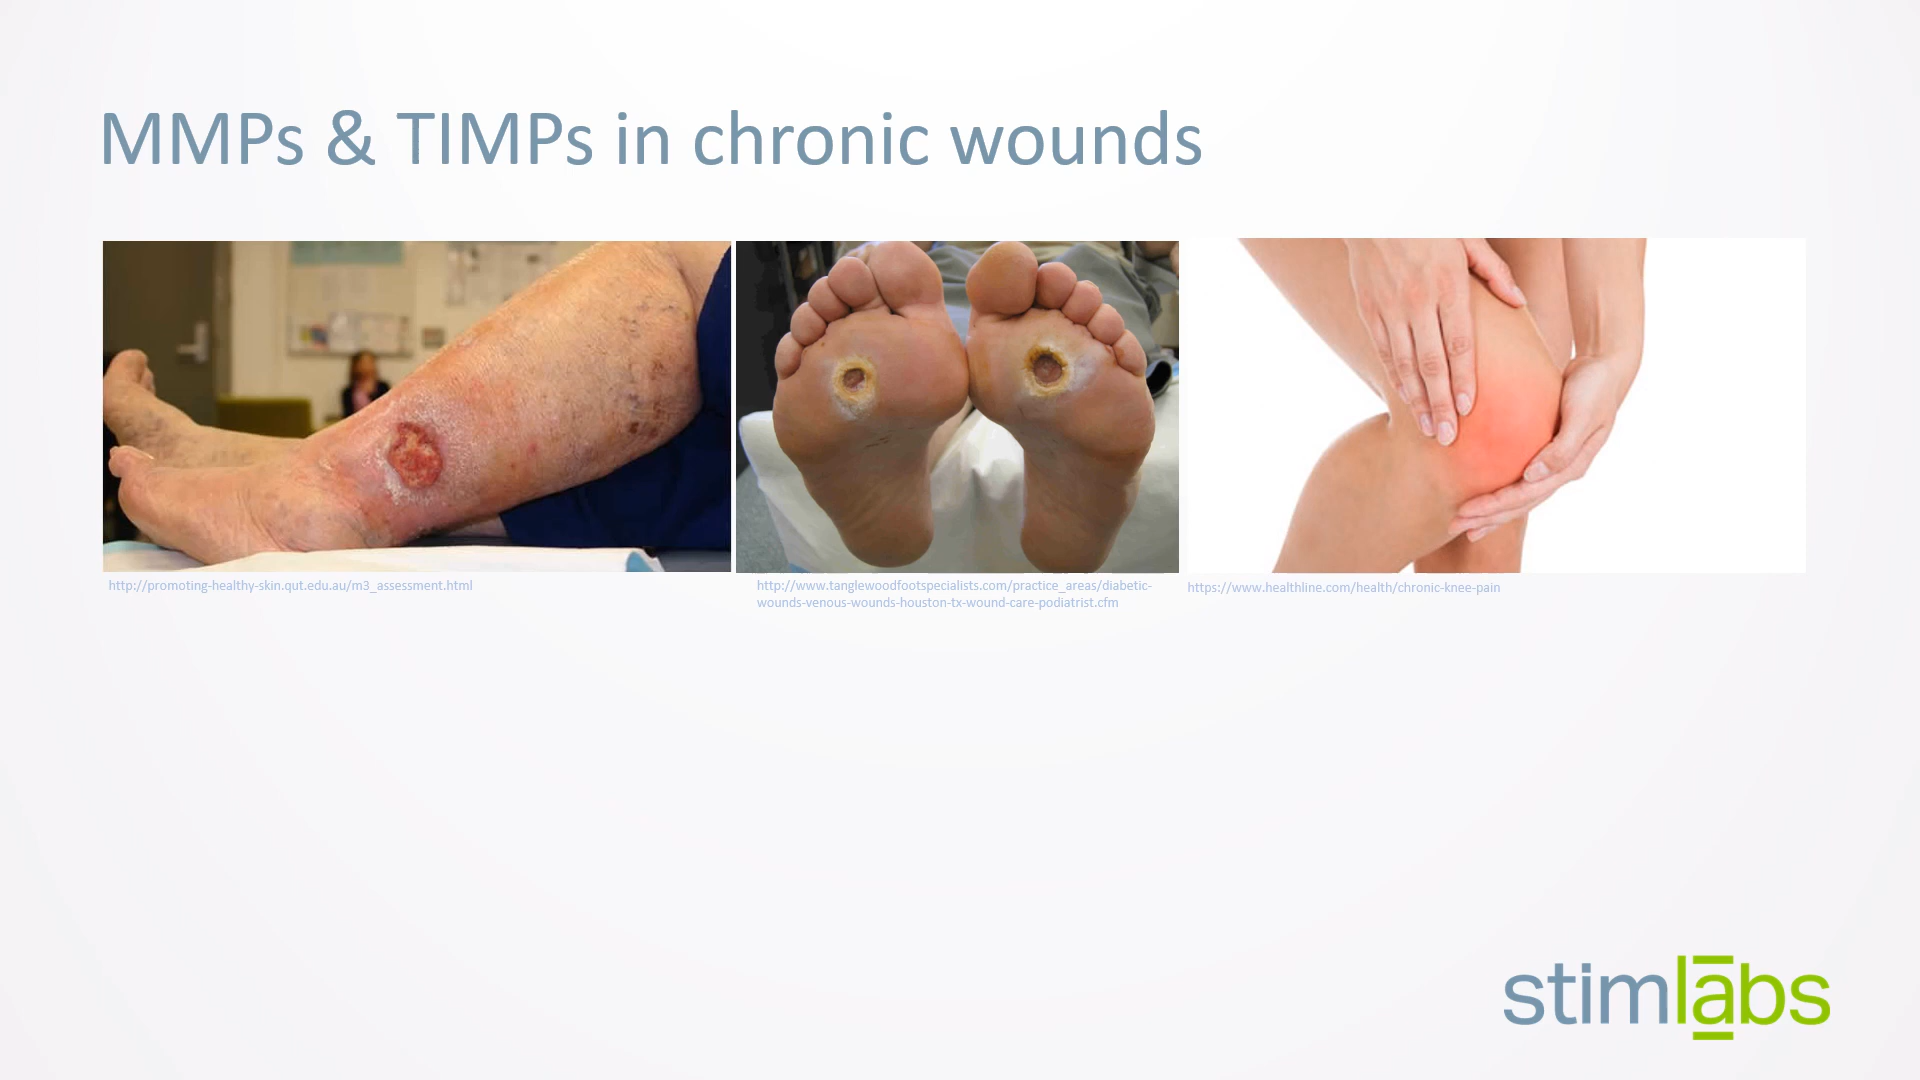 MMPs & TIMPs in chronic wounds
http://promoting-healthy-skin.qut.edu.au/m3_assessment.html
http://www.tanglewoodfootspecialists.com/practice_areas/diabetic-
wounds-venous-wounds-houston-tx-wound-care-podiatrist.cfm
https://www.healthline.com/health/chronic-knee-pain
stimlābs